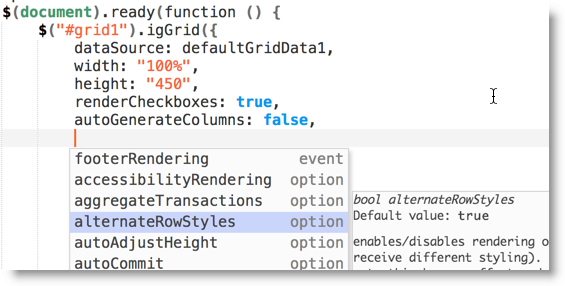 $(document).ready(function () {
$("#grid1").igGrid({
dataSource: defaultGridData1,
width: "100%",
height: "450",
renderCheckboxes: true,
autoGenerateColumns: false,
footerRendering event
accessibilityRendering option
aggregateTransactions option
alternateRowStyles option
autoAdjustHeight option
autoCommit option
bool alternateRowStyles
Default value: true
enables/disables rendering o
receive different styling).